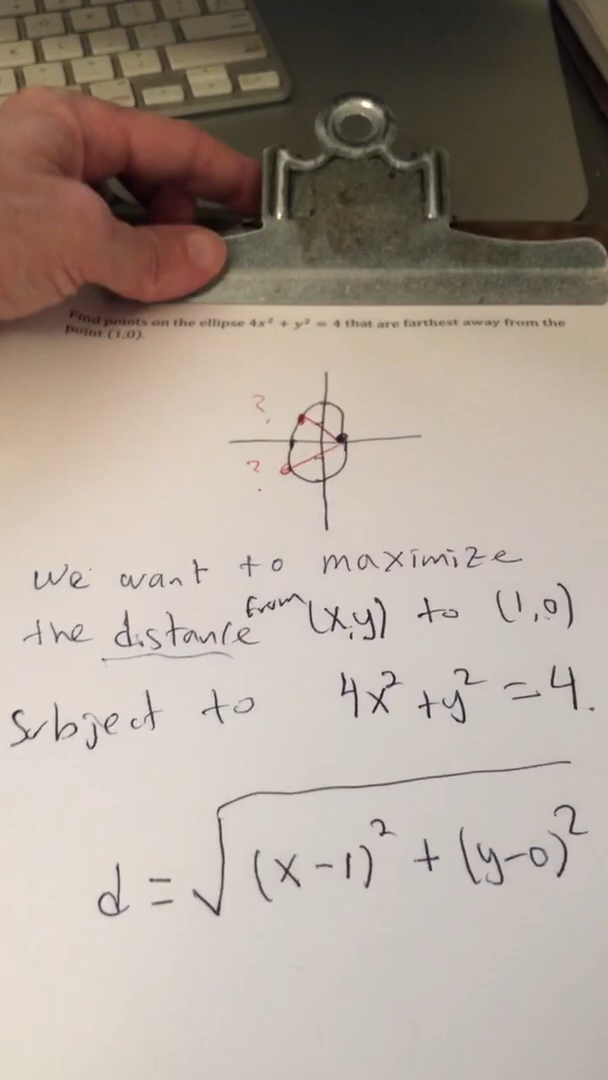 Find points on the ellipse 4x² + y² = 4 that are farthest away from the
point (1,0).
?
?
We want to maximize
the distance from (x,y) to (1,0)
subject to 4x² + y² = 4.
d = √(x-1)² + (y-0)²